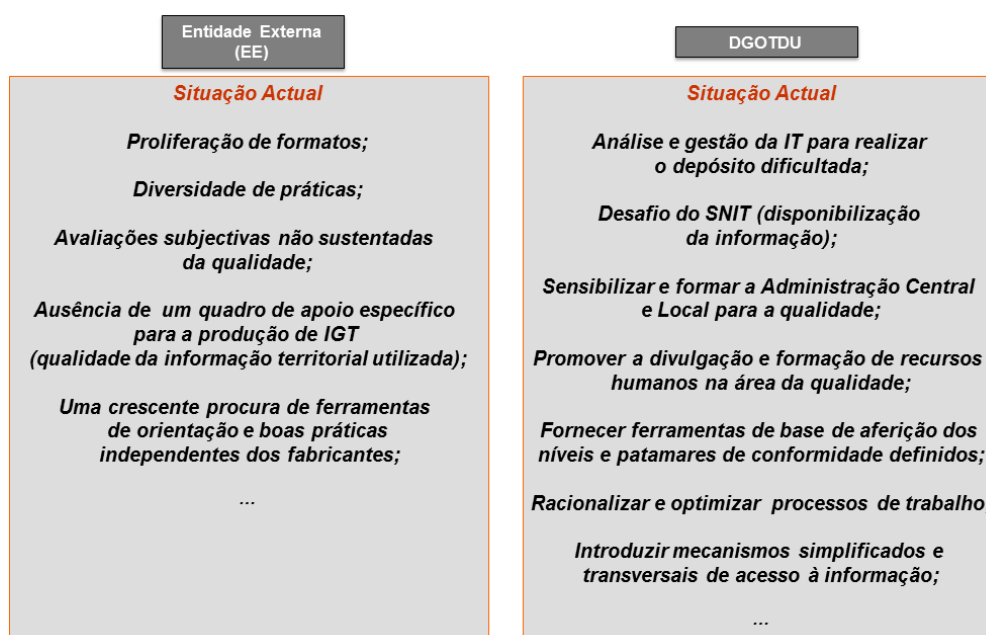 Entidade Externa
(EE)
Situação Actual
Proliferação de formatos;
Diversidade de práticas;
Avaliações subjectivas não sustentadas
da qualidade;
Ausência de um quadro de apoio específico
para a produção de IGT
(qualidade da informação territorial utilizada);
Uma crescente procura de ferramentas
de orientação e boas práticas
independentes dos fabricantes;
...
DGOTDU
Situação Actual
Análise e gestão da IT para realizar
o depósito dificultada;
Desafio do SNIT (disponibilização
da informação);
Sensibilizar e formar a Administração Central
e Local para a qualidade;
Promover a divulgação e formação de recursos
humanos na área da qualidade;
Fornecer ferramentas de base de aferição dos
níveis e patamares de conformidade definidos;
Racionalizar e optimizar processos de trabalho;
Introduzir mecanismos simplificados e
transversais de acesso à informação;
...